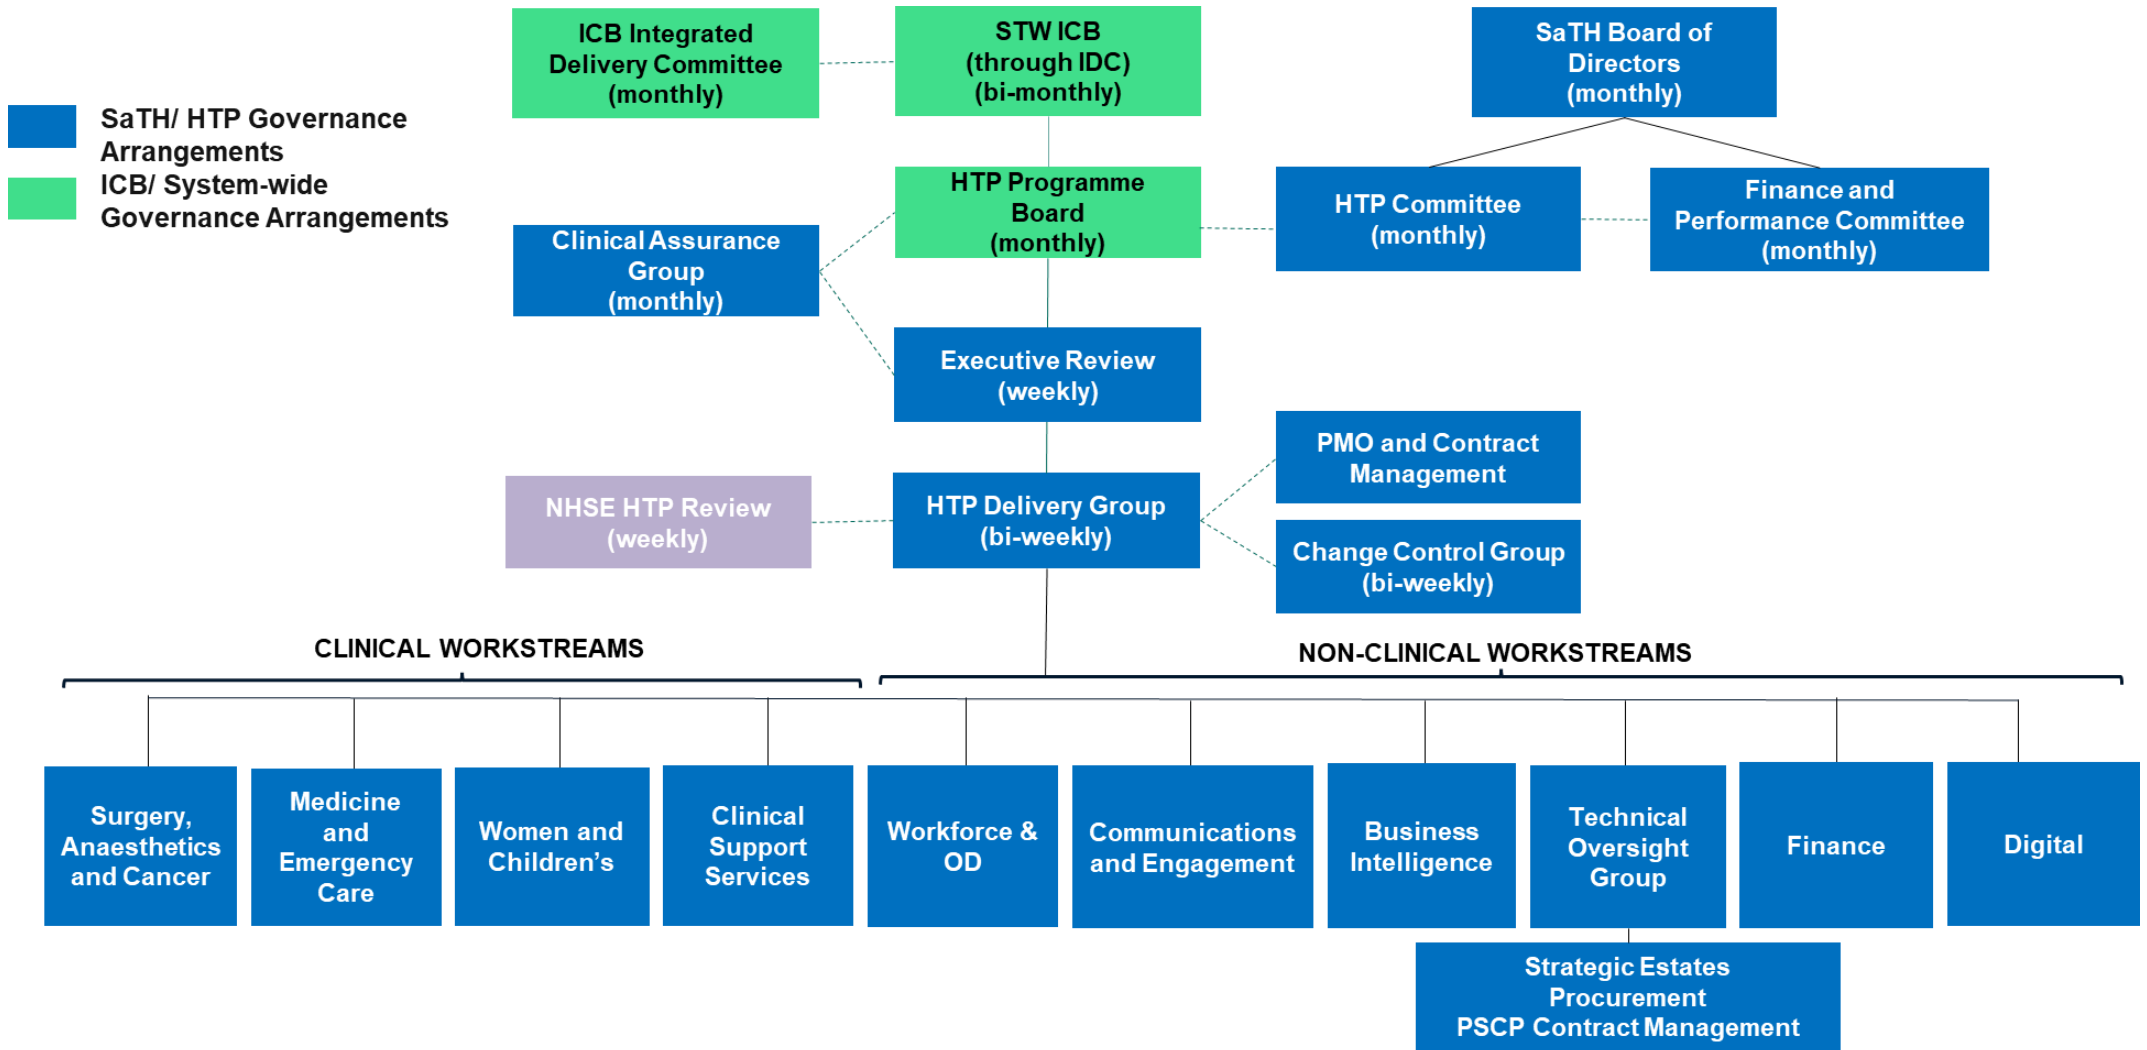 ICB Integrated
Delivery Committee
(monthly)
STW ICB
(through IDC)
(bi-monthly)
SaTH Board of
Directors
(monthly)
SaTH/ HTP Governance
Arrangements
ICB/ System-wide
Governance Arrangements
HTP Programme
Board
(monthly)
HTP Committee
(monthly)
Finance and
Performance Committee
(monthly)
Clinical Assurance
Group
(monthly)
Executive Review
(weekly)
PMO and Contract
Management
NHSE HTP Review
(weekly)
HTP Delivery Group
(bi-weekly)
Change Control Group
(bi-weekly)
CLINICAL WORKSTREAMS
NON-CLINICAL WORKSTREAMS
Surgery,
Anaesthetics
and Cancer
Medicine
and
Emergency
Care
Women and
Children’s
Clinical
Support
Services
Workforce &
OD
Communications
and Engagement
Business
Intelligence
Technical
Oversight
Group
Finance
Digital
Strategic Estates
Procurement
PSCP Contract Management